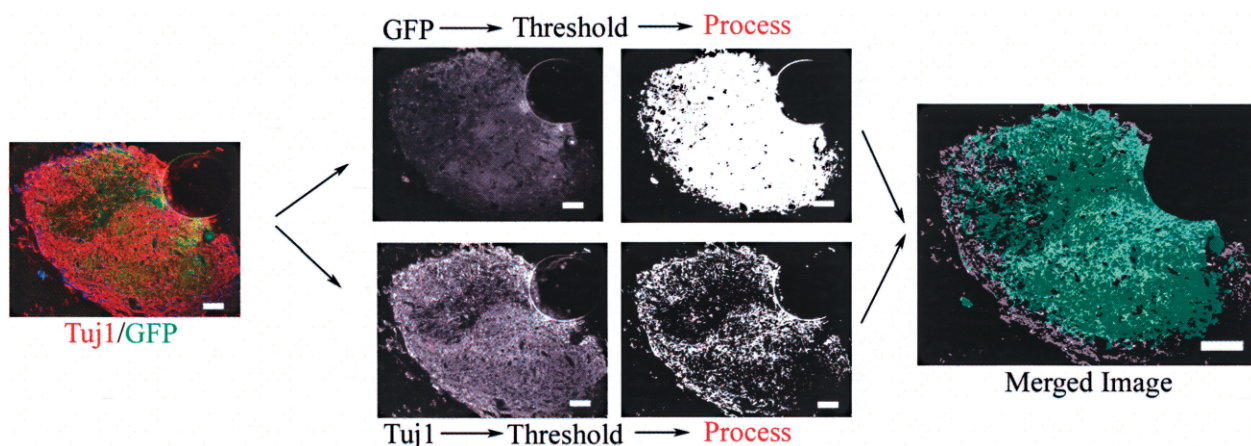 GFP → Threshold → Process
Tuj1/GFP
Merged Image
Tuj1 → Threshold → Process